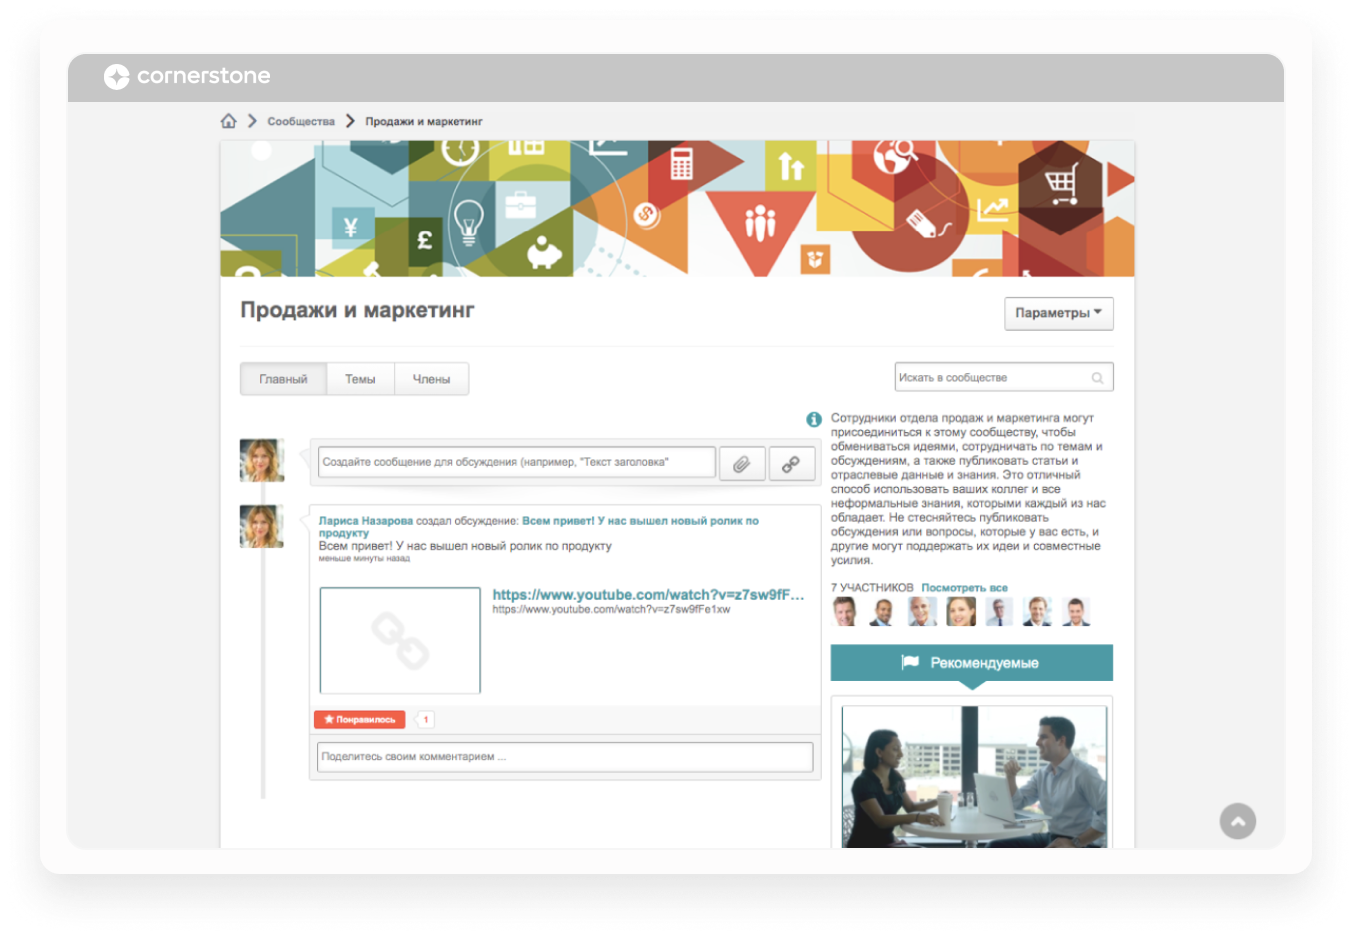 cornerstone
Сообщества
Продажи и маркетинг
¥
£
$
Продажи и маркетинг
Параметры
Главный
Темы
Члены
Искать в сообществе
Сотрудники отдела продаж и маркетинга могут
присоединиться к этому сообществу, чтобы
обмениваться идеями, сотрудничать по темам и
обсуждениям, а также публиковать статьи и
отраслевые данные и знания. Это отличный
способ использовать ваших коллег и все
неформальные знания, которыми каждый из нас
обладает. Не стесняйтесь публиковать
обсуждения или вопросы, которые у вас есть, и
другие могут поддержать их идеи и совместные
усилия.
Создайте сообщение для обсуждения (например, "Текст заголовка"
Лариса Назарова создал обсуждение: Всем привет! У нас вышел новый ролик по
продукту
Всем привет! У нас вышел новый ролик по продукту
меньше минуты назад
https://www.youtube.com/watch?v=z7sw9fF...
https://www.youtube.com/watch?v=z7sw9fFe1xw
7 УЧАСТНИКОВ Посмотреть все
Рекомендуемые
Понравилось
1
Поделитесь своим комментарием ...